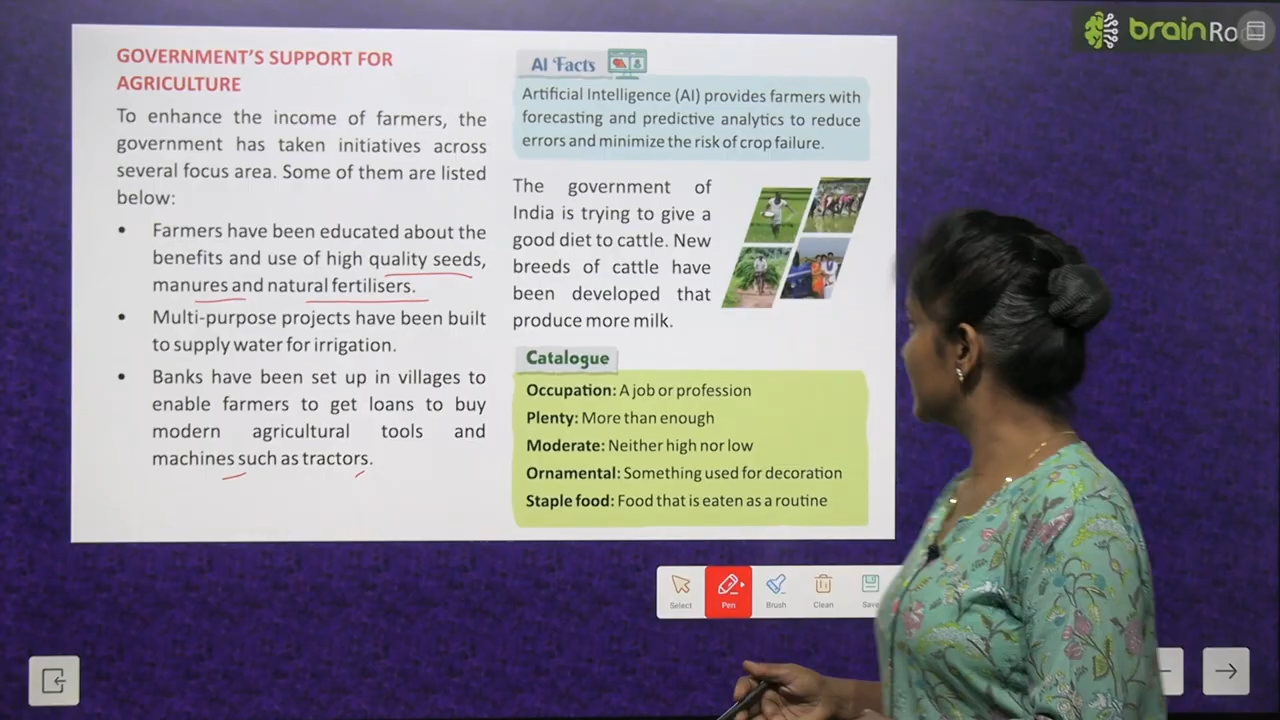 brainRo
GOVERNMENT'S SUPPORT FOR
AGRICULTURE
To enhance the income of farmers, the
government has taken initiatives across
several focus area. Some of them are listed
below:
• Farmers have been educated about the
benefits and use of high quality seeds,
manures and natural fertilisers.
• Multi-purpose projects have been built
to supply water for irrigation.
• Banks have been set up in villages to
enable farmers to get loans to buy
modern agricultural tools and
machines such as tractors.
AI Facts
Artificial Intelligence (AI) provides farmers with
forecasting and predictive analytics to reduce
errors and minimize the risk of crop failure.
The government of
India is trying to give a
good diet to cattle. New
breeds of cattle have
been developed that
produce more milk.
Catalogue
Occupation: A job or profession
Plenty: More than enough
Moderate: Neither high nor low
Ornamental: Something used for decoration
Staple food: Food that is eaten as a routine
Select
Pen
Brush
Clean
Save